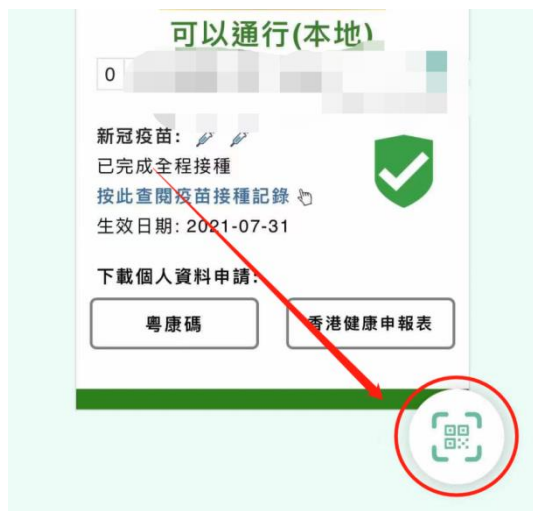 可以通行(本地)
0
新冠疫苗:
已完成全程接種
按此查閱疫苗接種記錄
生效日期: 2021-07-31
下載個人資料申請:
粵康碼
香港健康申報表